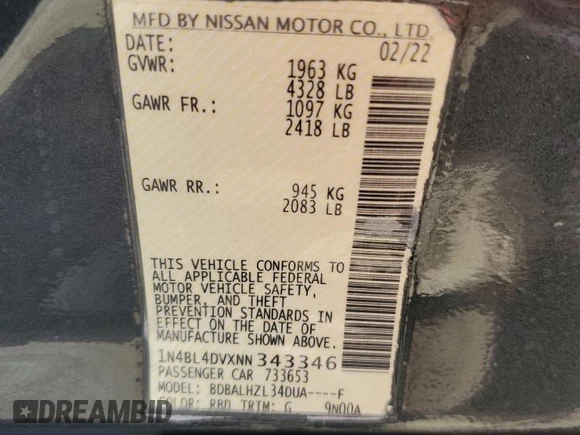 MFD BY NISSAN MOTOR CO., LTD.
DATE: 02/22
GVWR: 1963 KG
4328 LB
GAWR FR.: 1097 KG
2418 LB
GAWR RR.: 945 KG
2083 LB
THIS VEHICLE CONFORMS TO
ALL APPLICABLE FEDERAL
MOTOR VEHICLE SAFETY,
BUMPER, AND THEFT
PREVENTION STANDARDS IN
EFFECT ON THE DATE OF
MANUFACTURE SHOWN ABOVE.
1N4BL4DVXNN343346
PASSENGER CAR 733653
MODEL: BDBALHZL34DUA----F
COLOR: RBD TRIM: G 9N00A
DREAMBID